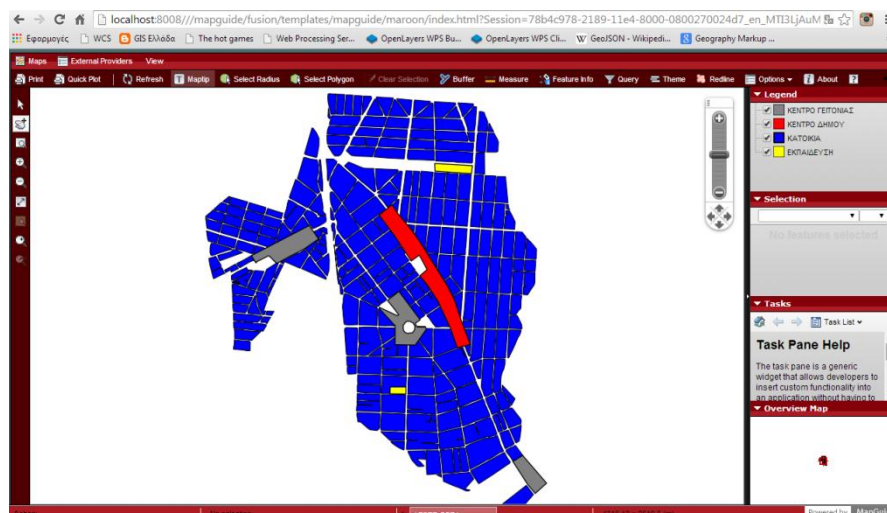 localhost:8008///mapguide/fusion/templates/mapguide/maroon/index.html?Session=78b4c978-2189-11e4-8000-0800270024d7_en_MTI3LjAuM
Εφαρμογές WCS GIS Ελλάδα The hot games Web Processing Ser... OpenLayers WPS Bu... OpenLayers WPS Cli... GeoJSON - Wikipedi... Geography Markup ...
Maps External Providers View
Print Quick Plot Refresh Maptip Select Radius Select Polygon Clear Selection Buffer Measure Feature Info Query Theme Redline Options About
Legend
ΚΕΝΤΡΟ ΓΕΙΤΟΝΙΑΣ
ΚΕΝΤΡΟ ΔΗΜΟΥ
ΚΑΤΟΙΚΙΑ
ΕΚΠΑΙΔΕΥΣΗ
Selection
No features selected
Tasks
Task List
Task Pane Help
The task pane is a generic
widget that allows developers to
insert custom functionality into
an application without having to
Overview Map
Powered by MapGuide